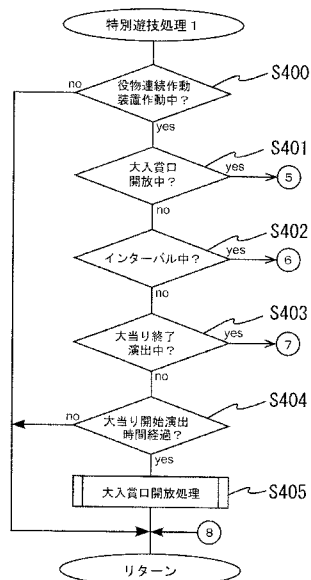 特別遊技処理1
S400
no
役物連続作動
装置作動中?
yes
S401
大入賞口
開放中?
yes
⑤
no
S402
インターバル中?
yes
⑥
no
S403
大当り終了
演出中?
yes
⑦
no
S404
no
大当り開始演出
時間経過?
yes
大入賞口開放処理
S405
⑧
リターン